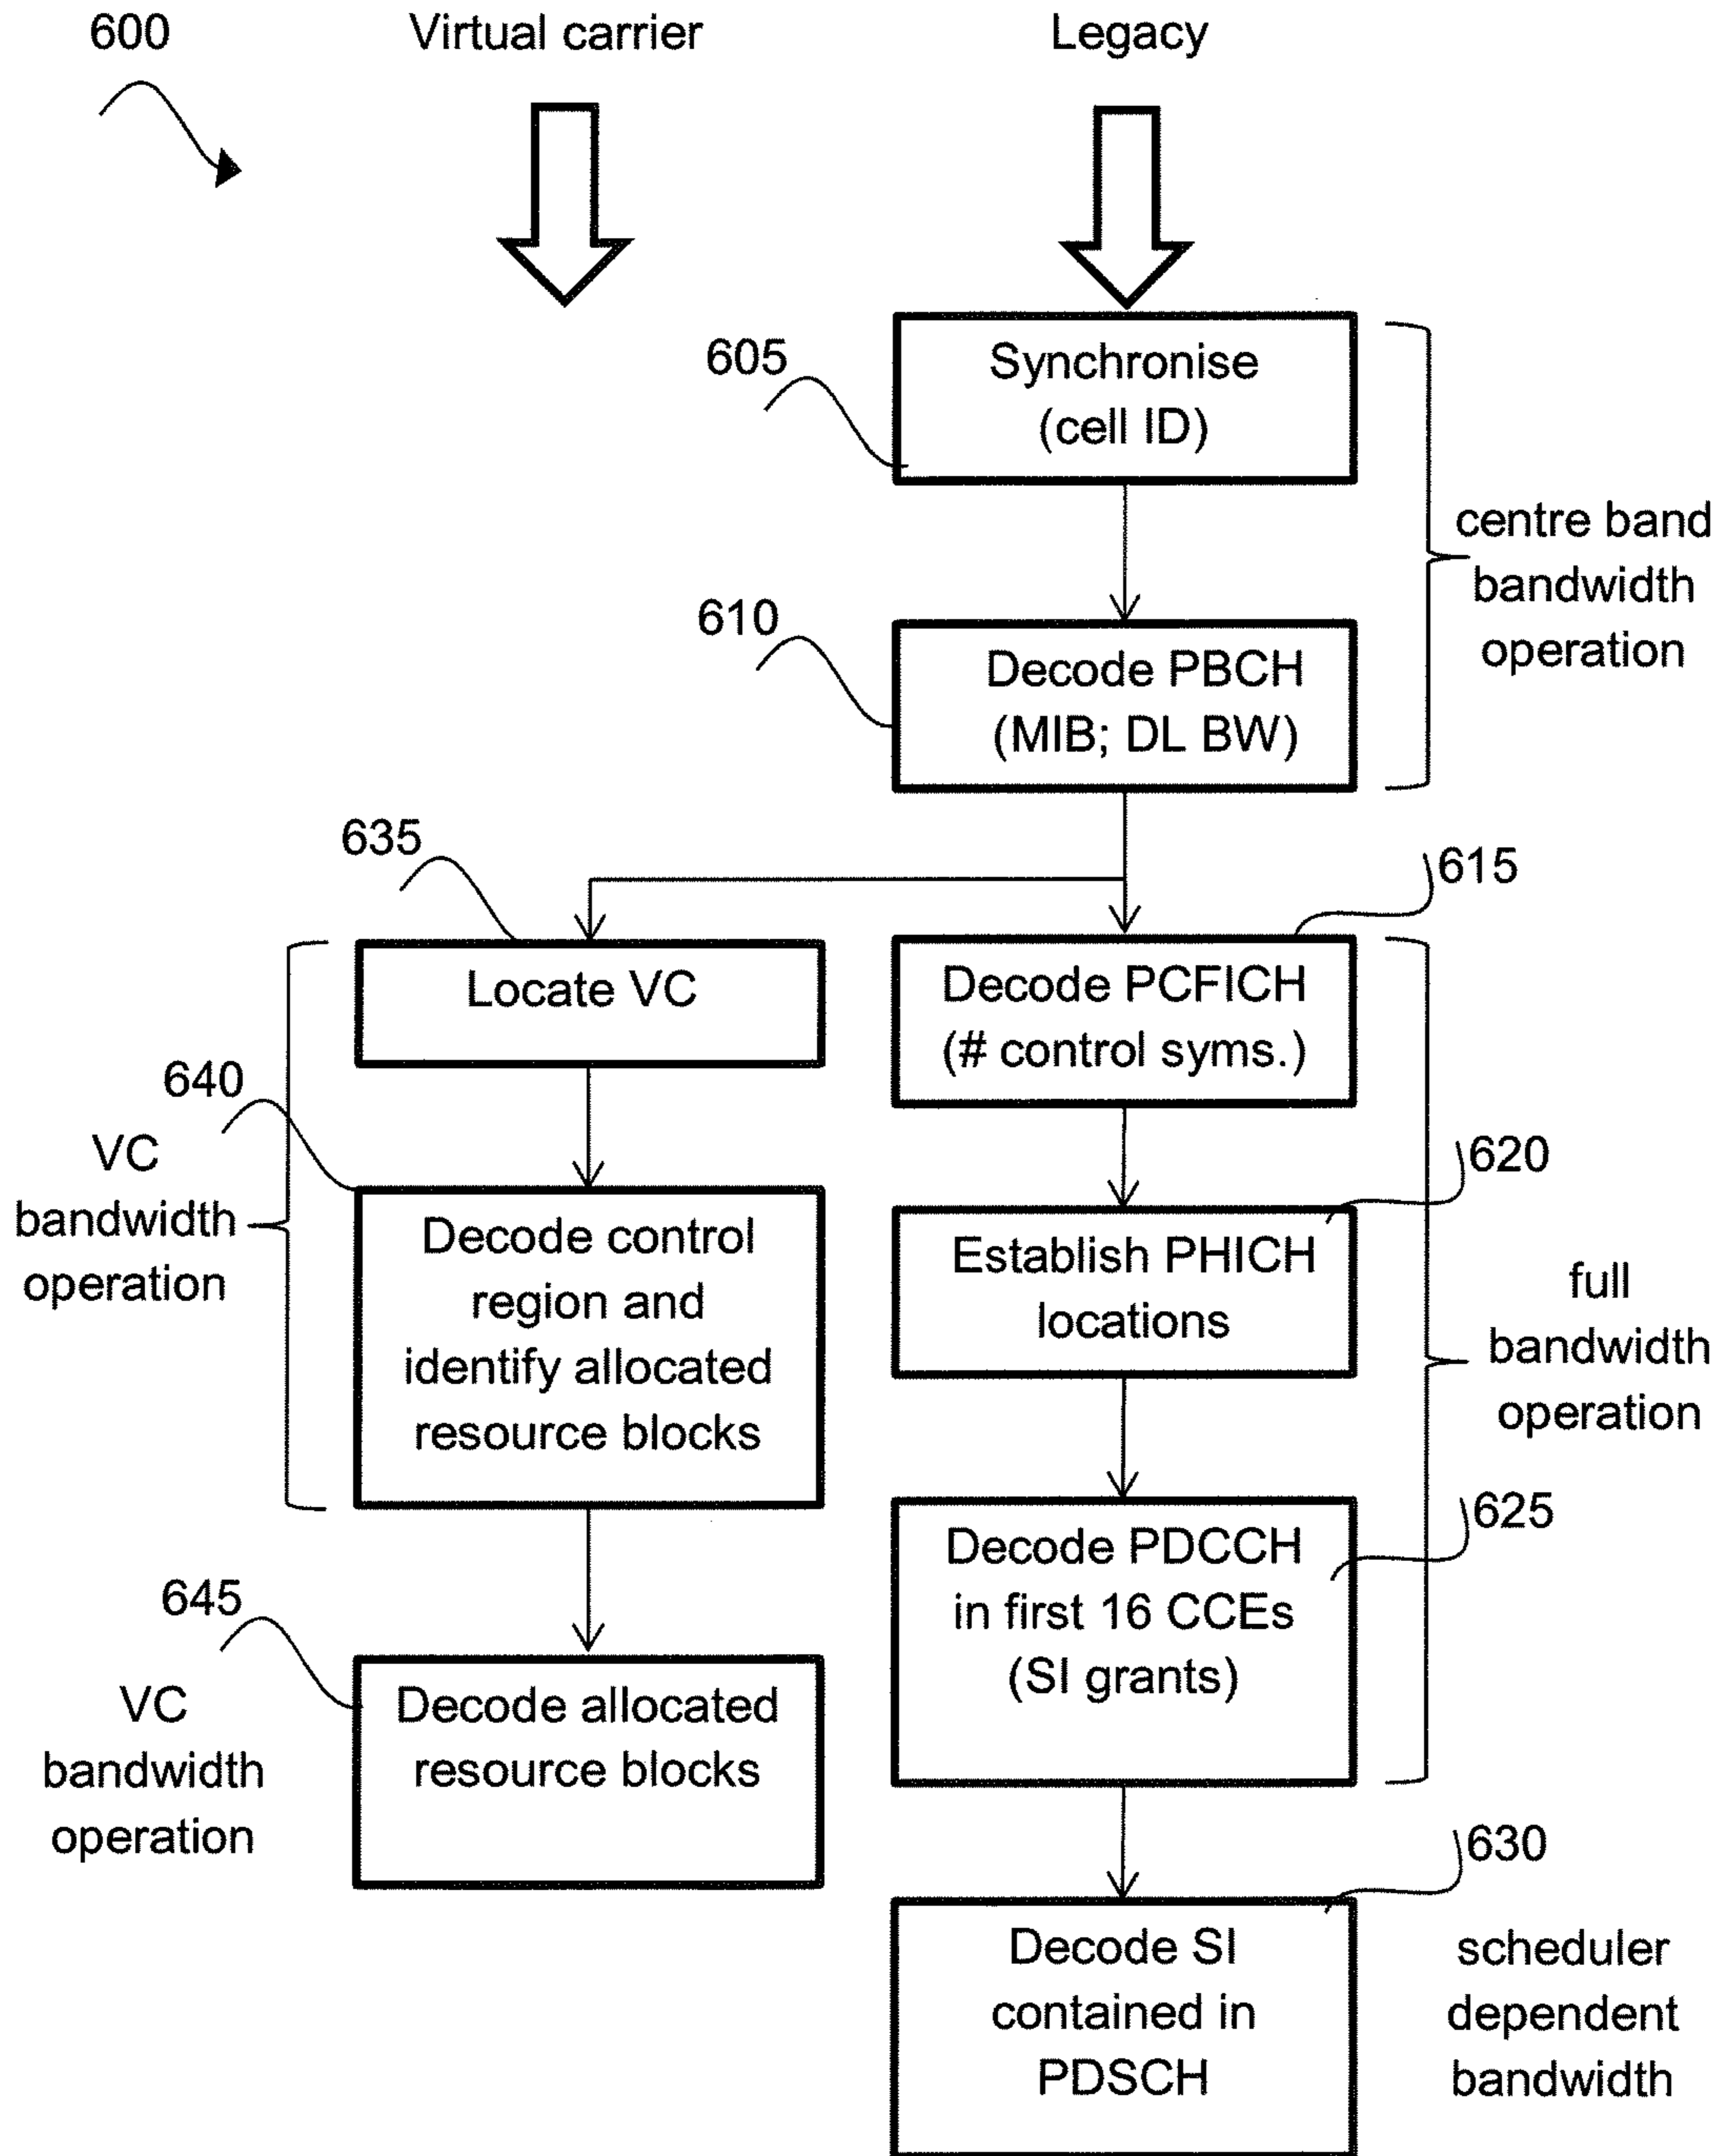 600
Virtual carrier
Legacy
605
Synchronise
(cell ID)
centre band
bandwidth
operation
610
Decode PBCH
(MIB; DL BW)
635
615
Locate VC
Decode PCFICH
(# control syms.)
640
VC
bandwidth
operation
620
Decode control
region and
identify allocated
resource blocks
Establish PHICH
locations
full
bandwidth
operation
625
Decode PDCCH
in first 16 CCEs
(SI grants)
645
VC
bandwidth
operation
Decode allocated
resource blocks
630
Decode SI
contained in
PDSCH
scheduler
dependent
bandwidth